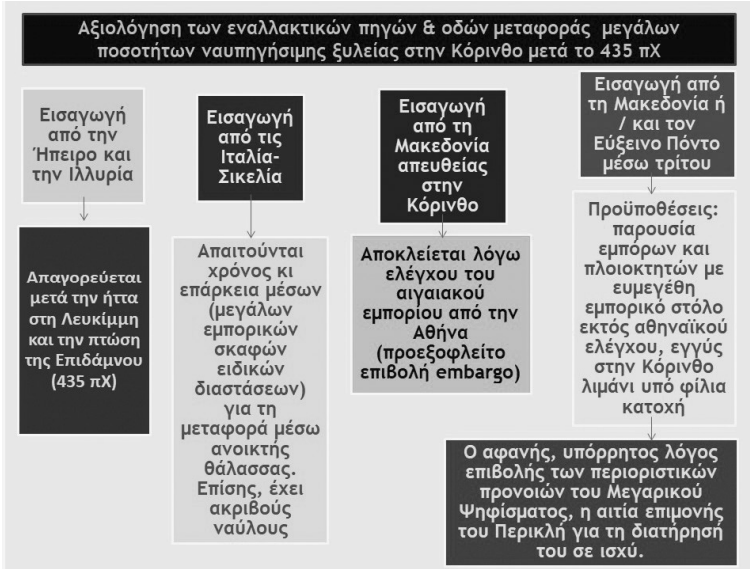 Αξιολόγηση των εναλλακτικών πηγών & οδών μεταφοράς μεγάλων
ποσοτήτων ναυπηγήσιμης ξυλείας στην Κόρινθο μετά το 435 πΧ
Εισαγωγή
από την
Ήπειρο και
την Ιλλυρία
Απαγορεύεται
μετά την ήττα
στη Λευκίμμη
και την πτώση
της Επιδάμνου
(435 πΧ)
Εισαγωγή
από τις
Ιταλία-
Σικελία
Απαιτούνται
χρόνος κι
επάρκεια μέσων
(μεγάλων
εμπορικών
σκαφών
ειδικών
διαστάσεων)
για τη
μεταφορά μέσω
ανοικτής
θάλασσας.
Επίσης, έχει
ακριβούς
ναύλους
Εισαγωγή
από τη
Μακεδονία
απευθείας
στην
Κόρινθο
Αποκλείεται λόγω
ελέγχου του
αιγαιακού
εμπορίου από την
Αθήνα
(προεξοφλείτο
επιβολή embargo)
Εισαγωγή από
τη Μακεδονία ή
/ και τον
Εύξεινο Πόντο
μέσω τρίτου
Προϋποθέσεις:
παρουσία
εμπόρων και
πλοιοκτητών με
ευμεγέθη
εμπορικό στόλο
εκτός αθηναϊκού
ελέγχου, εγγύς
στην Κόρινθο
λιμάνι υπό φίλια
κατοχή
Ο αφανής, υπόρρητος λόγος
επιβολής των περιοριστικών
προνοιών του Μεγαρικού
Ψηφίσματος, η αιτία επιμονής
του Περικλή για τη διατήρησή
του σε ισχύ.